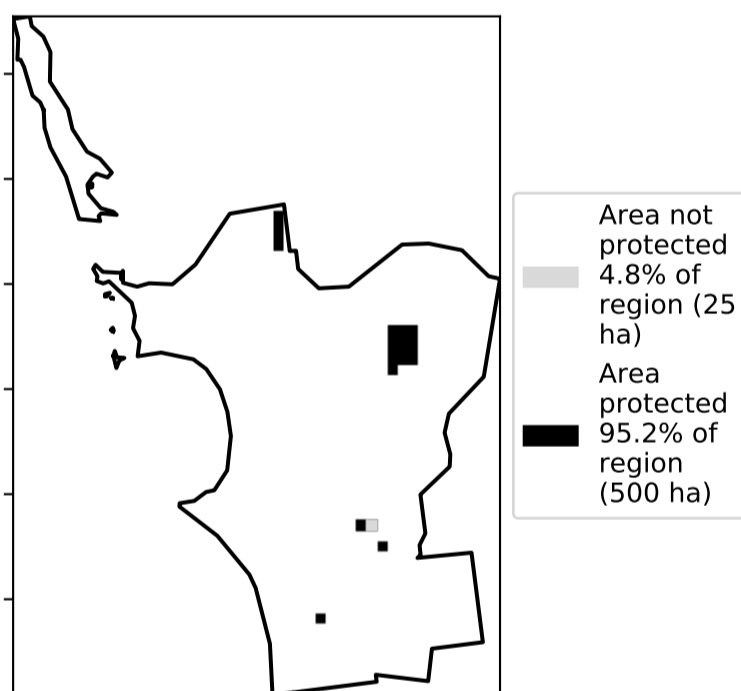 Area not
protected
4.8% of
region (25
ha)
Area
protected
95.2% of
region
(500 ha)